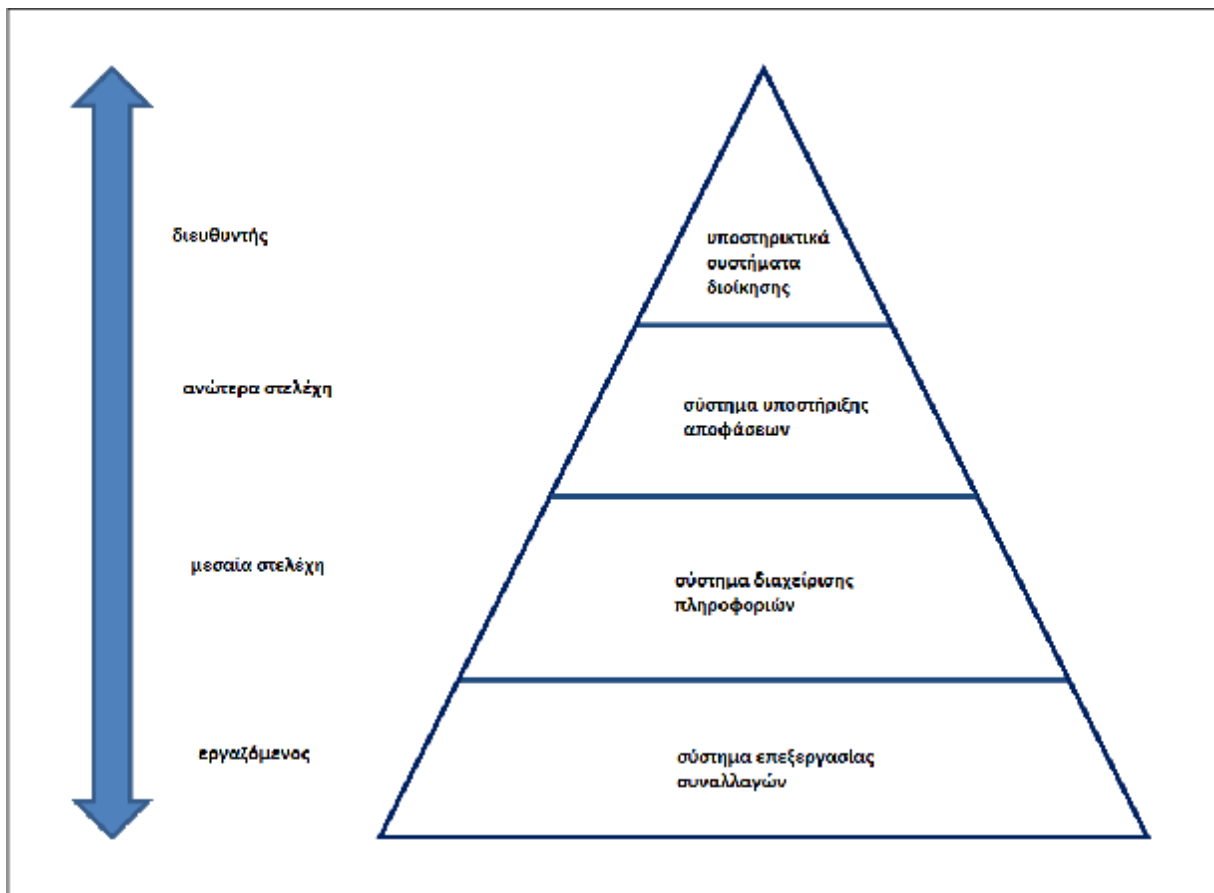 διευθυντής
υποστηρικτικά
συστήματα
διοίκησης
ανώτερα στελέχη
σύστημα υποστήριξης
αποφάσεων
μεσαία στελέχη
σύστημα διαχείρισης
πληροφοριών
εργαζόμενος
σύστημα επεξεργασίας
συναλλαγών